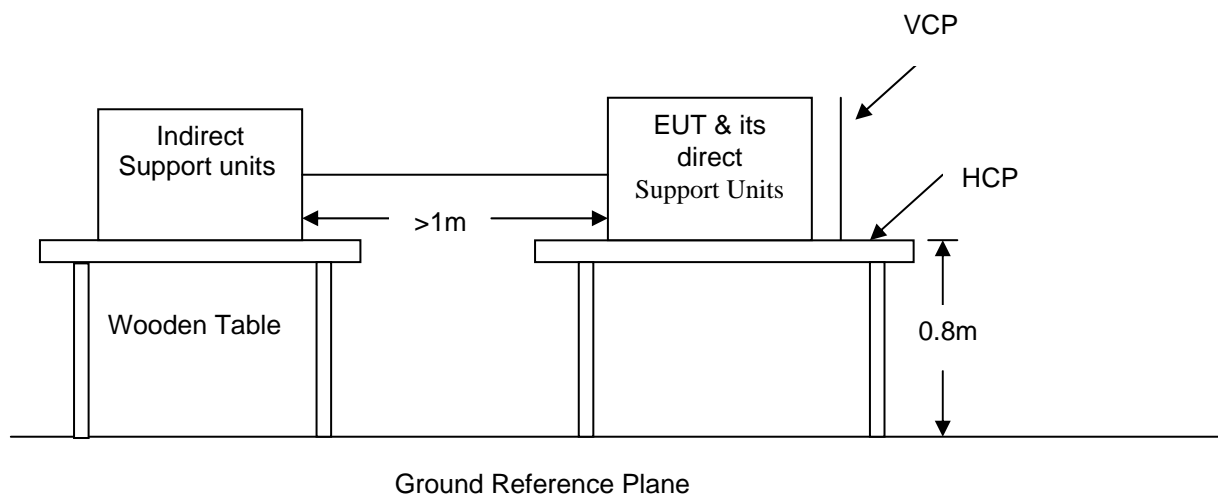 VCP
Indirect
Support units
EUT & its
direct
Support Units
HCP
>1m
Wooden Table
0.8m
Ground Reference Plane